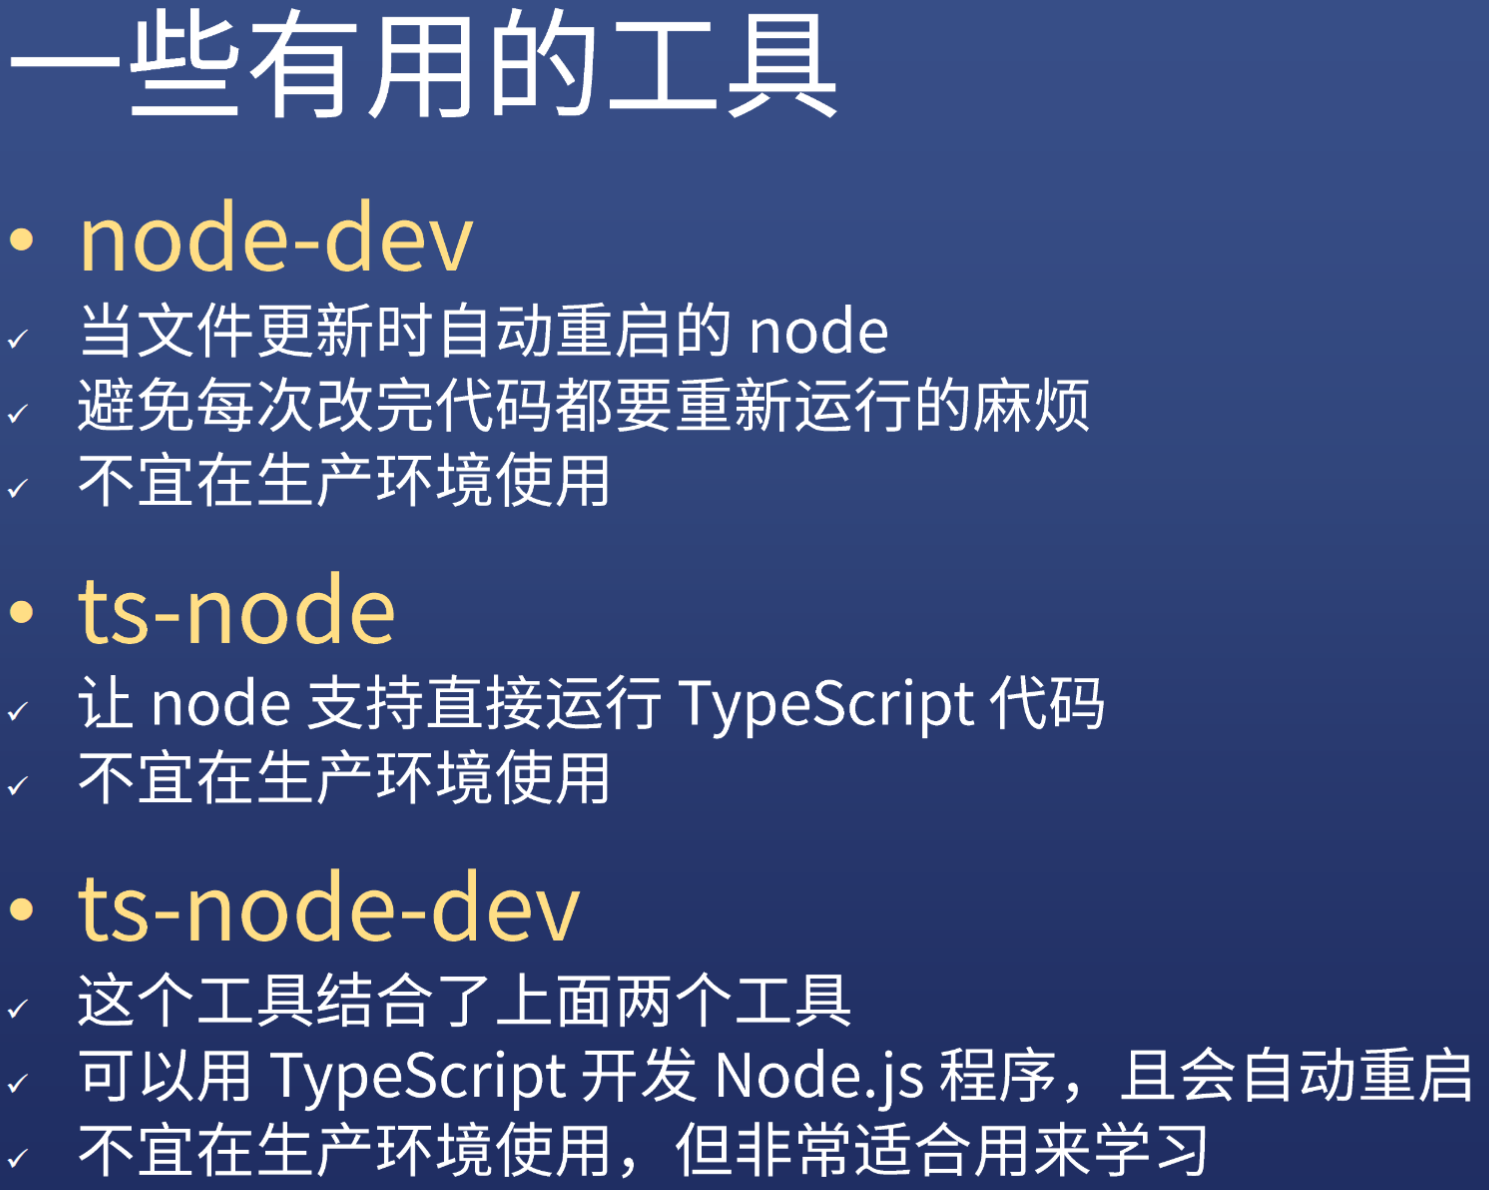 一些有用的工具
• node-dev
✓ 当文件更新时自动重启的 node
✓ 避免每次改完代码都要重新运行的麻烦
✓ 不宜在生产环境使用
• ts-node
✓ 让 node 支持直接运行 TypeScript 代码
✓ 不宜在生产环境使用
• ts-node-dev
✓ 这个工具结合了上面两个工具
✓ 可以用 TypeScript 开发 Node.js 程序，且会自动重启
✓ 不宜在生产环境使用，但非常适合用来学习